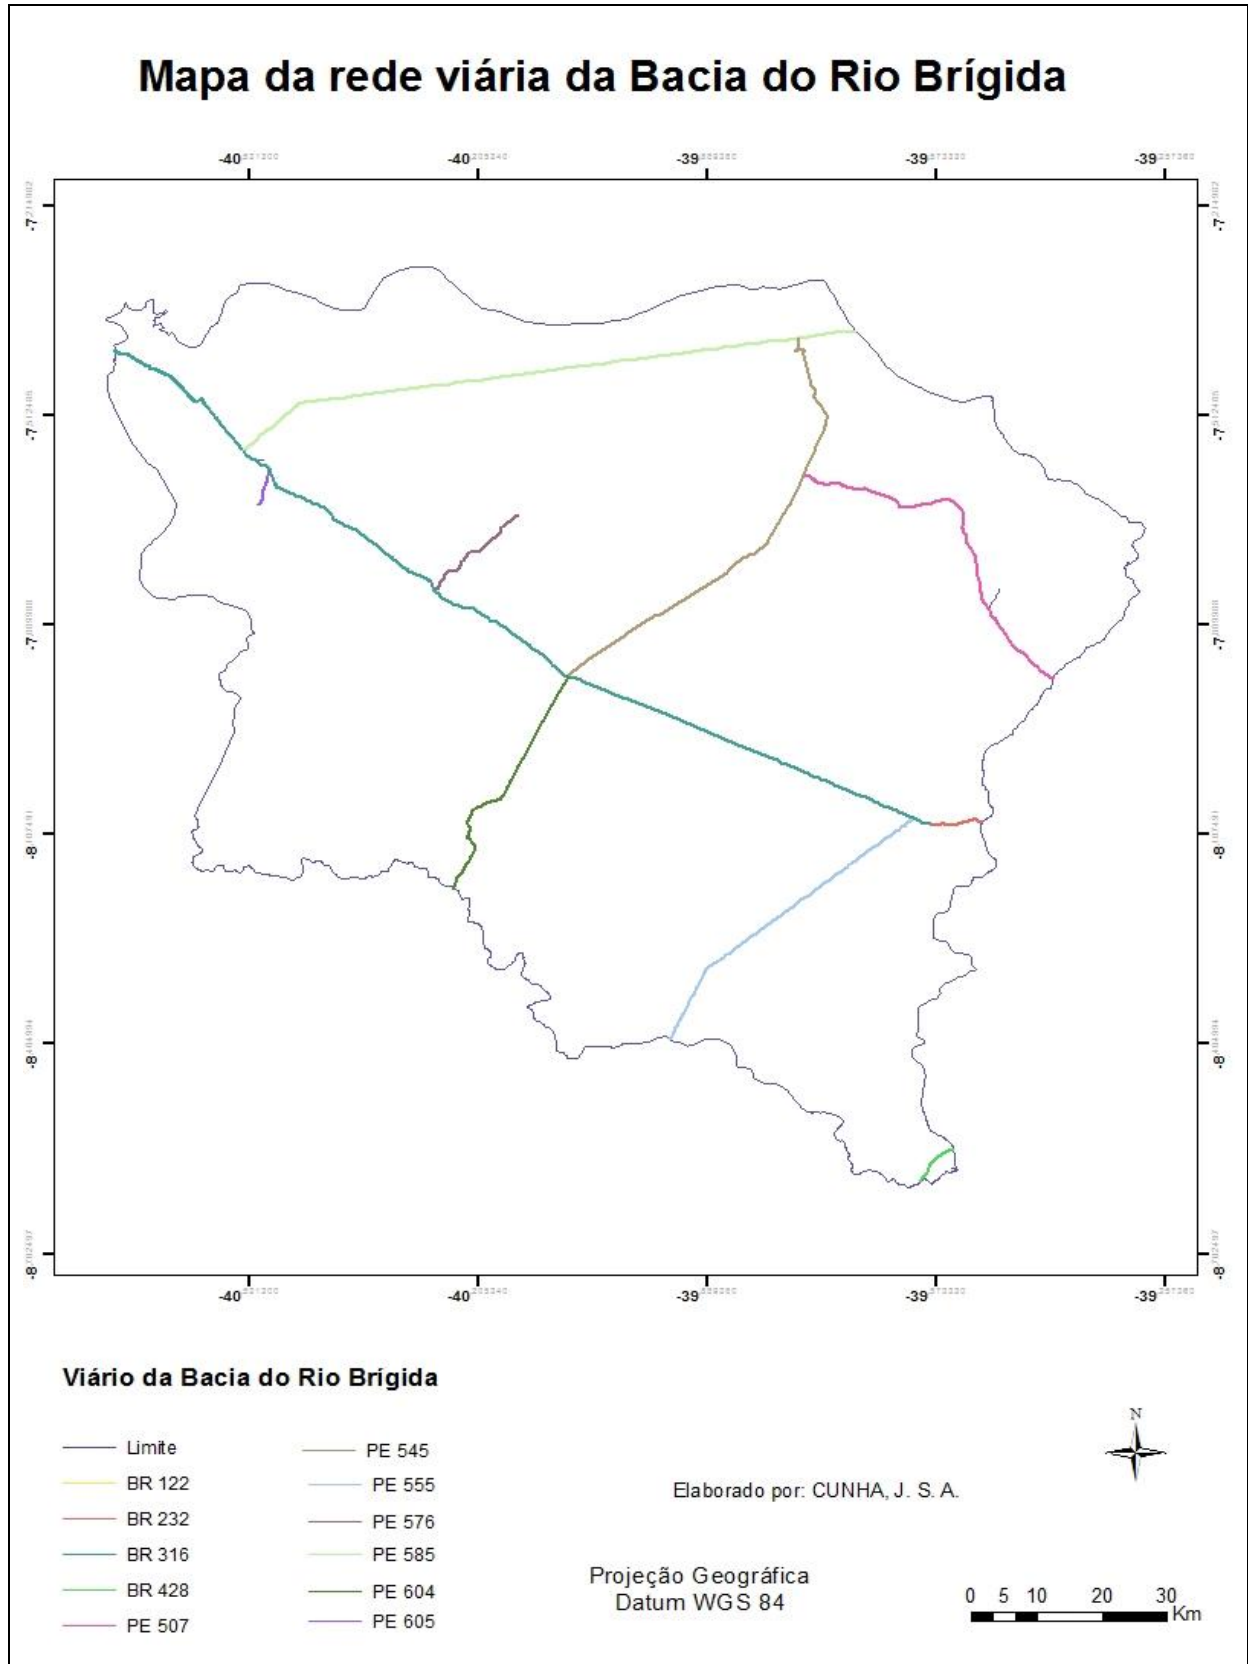 Mapa da rede viária da Bacia do Rio Brígida
-40 -40 -39 -39 -39
-7 -7
-7 -7
-7 -7
-8 -8
-8 -8
-8 -8
-40 -40 -39 -39 -39
Viário da Bacia do Rio Brígida
Limite
BR 122
BR 232
BR 316
BR 428
PE 507
PE 545
PE 555
PE 576
PE 585
PE 604
PE 605
N
Elaborado por: CUNHA, J. S. A.
Projeção Geográfica
Datum WGS 84
0 5 10 20 30
Km